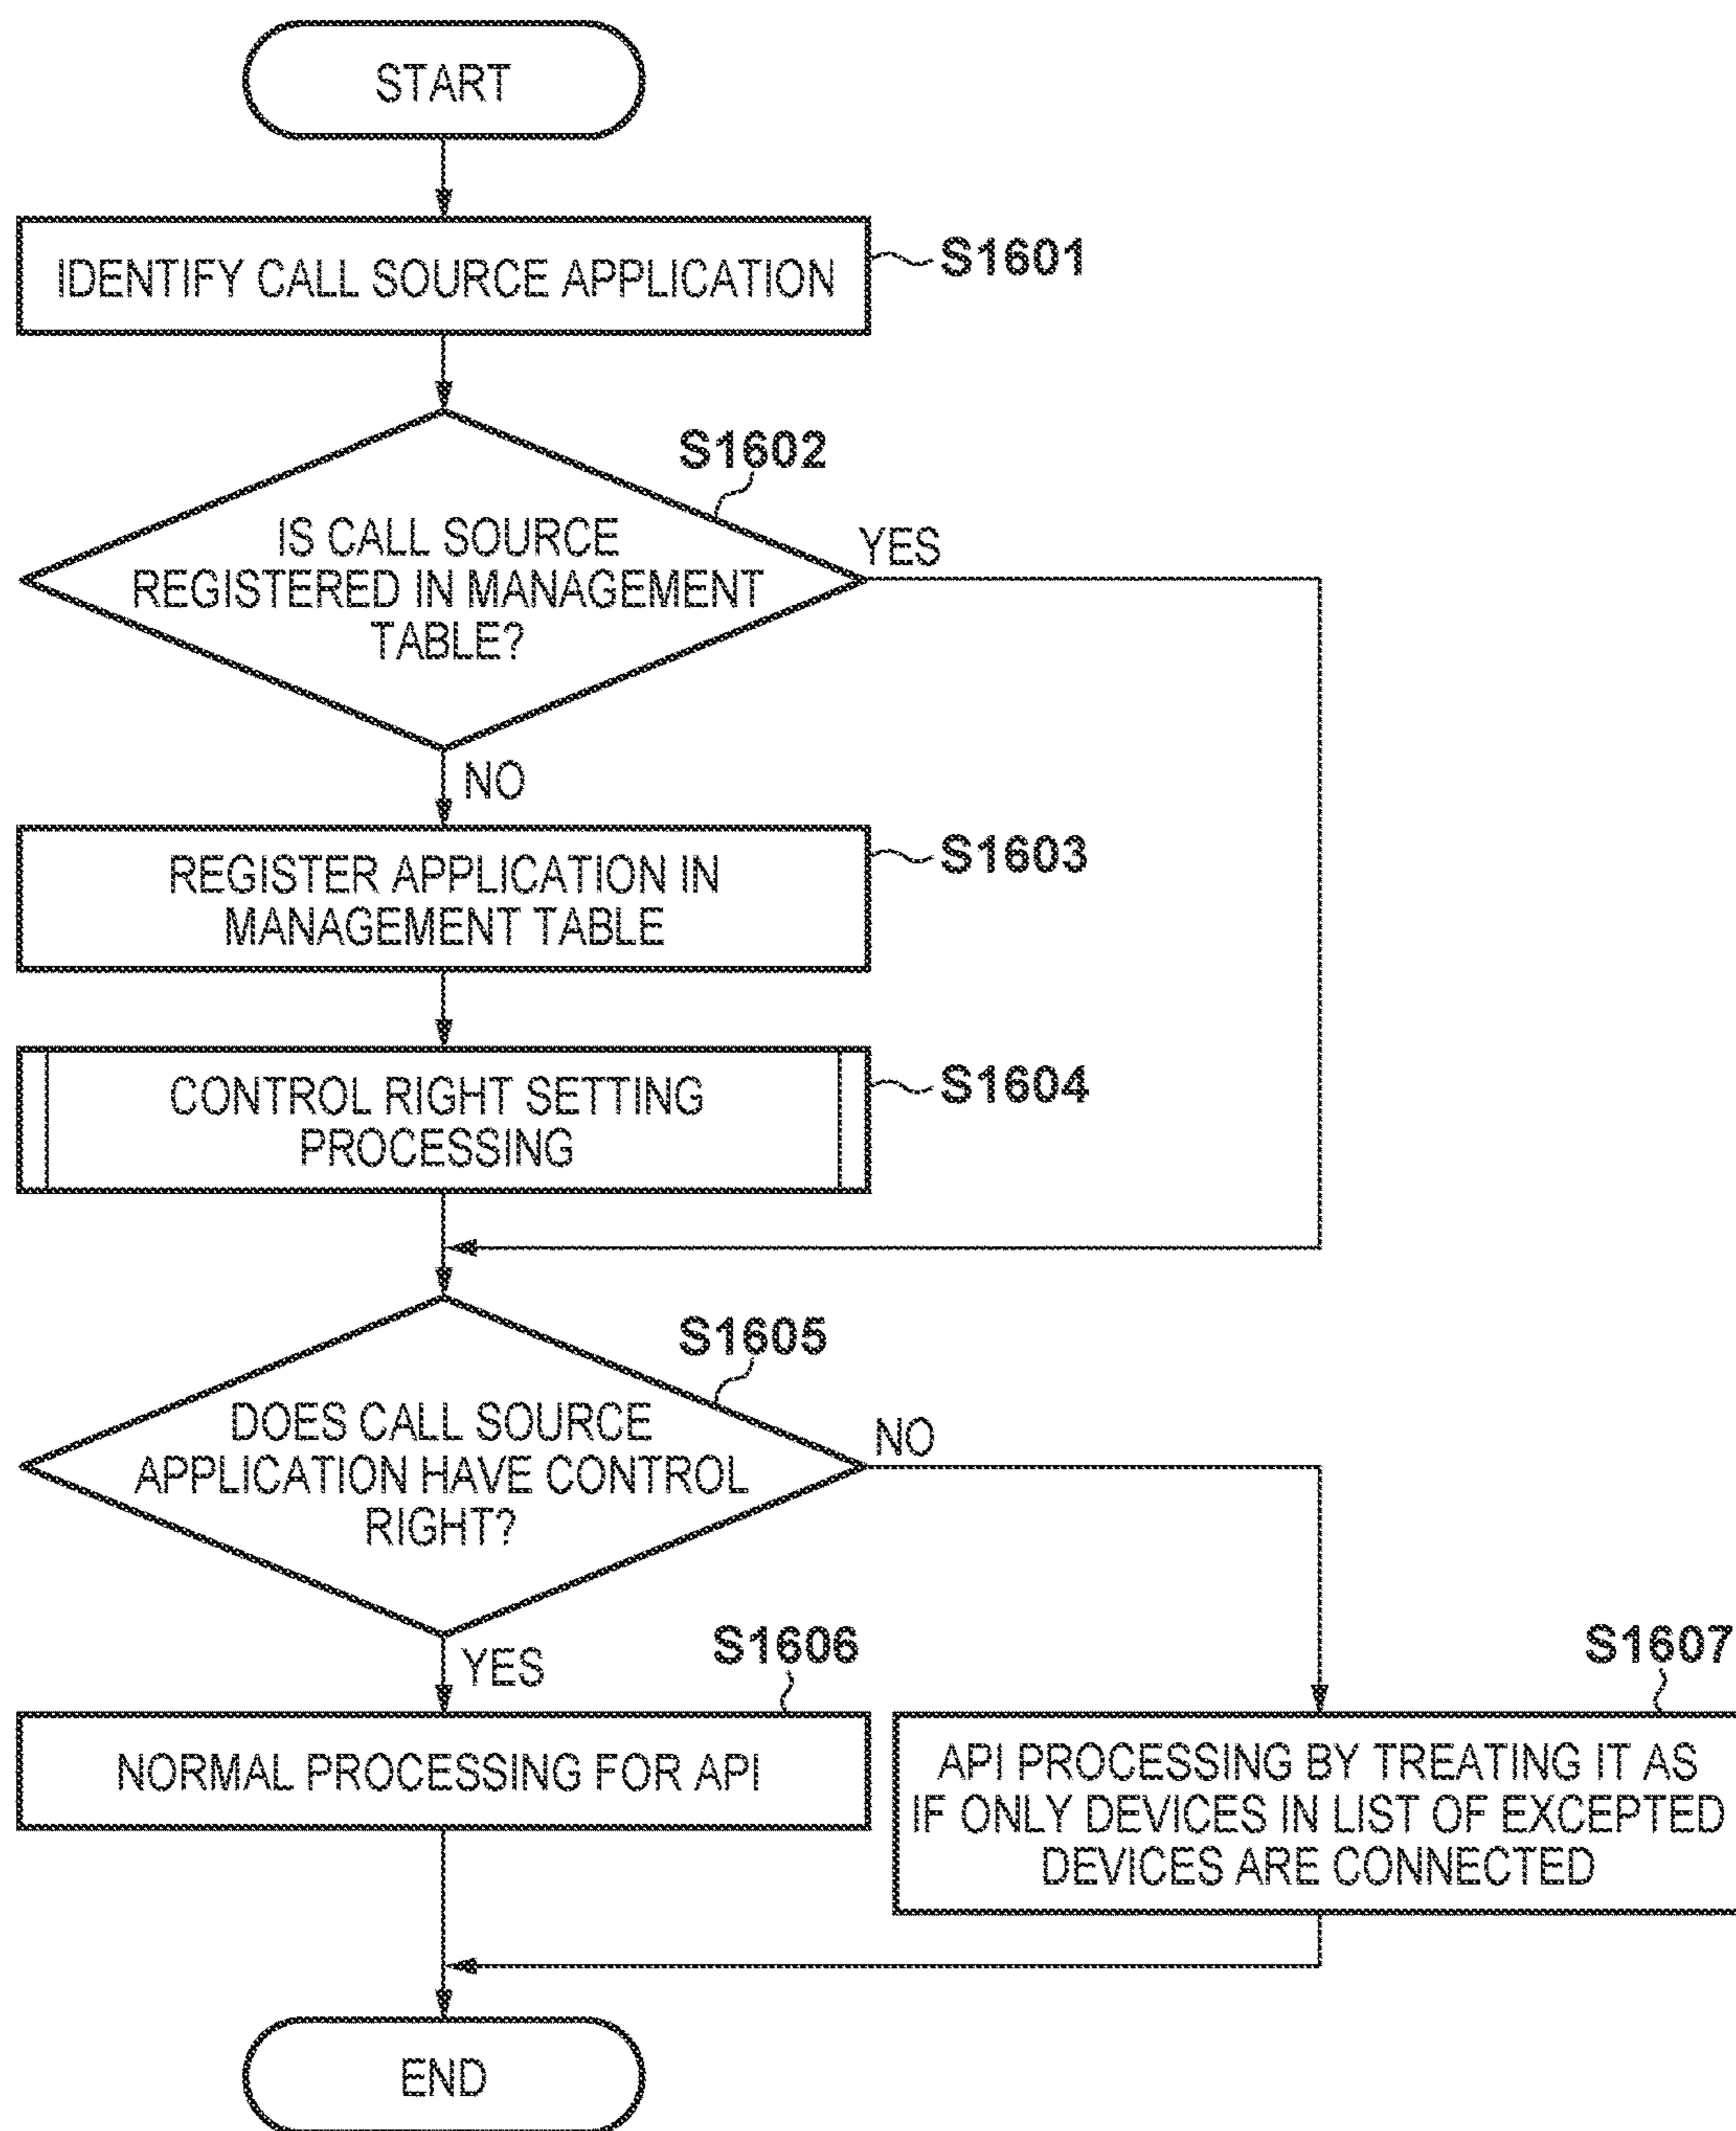 START
IDENTIFY CALL SOURCE APPLICATION
S1601
S1602
IS CALL SOURCE
REGISTERED IN MANAGEMENT
TABLE?
YES
NO
REGISTER APPLICATION IN
MANAGEMENT TABLE
S1603
CONTROL RIGHT SETTING
PROCESSING
S1604
S1605
DOES CALL SOURCE
APPLICATION HAVE CONTROL
RIGHT?
NO
YES
S1606
NORMAL PROCESSING FOR API
S1607
API PROCESSING BY TREATING IT AS
IF ONLY DEVICES IN LIST OF EXCEPTED
DEVICES ARE CONNECTED
END